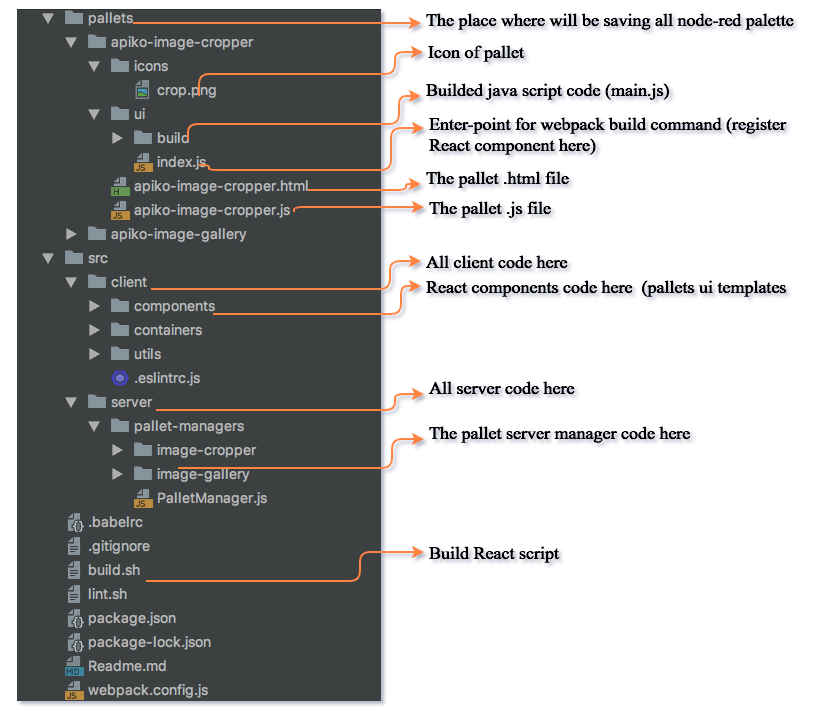 pallets
The place where will be saving all node-red palette
apiko-image-cropper
icons
Icon of pallet
crop.png
Builded java script code (main.js)
ui
build
Enter-point for webpack build command (register
React component here)
index.js
JS
apiko-image-cropper.html
H
The pallet .html file
apiko-image-cropper.js
JS
The pallet .js file
apiko-image-gallery
src
All client code here
client
React components code here (pallets ui templates
components
containers
utils
.eslintrc.js
All server code here
server
pallet-managers
The pallet server manager code here
image-cropper
image-gallery
PalletManager.js
JS
.babelrc
.gitignore
Build React script
build.sh
lint.sh
package.json
package-lock.json
Readme.md
MD
webpack.config.js
JS